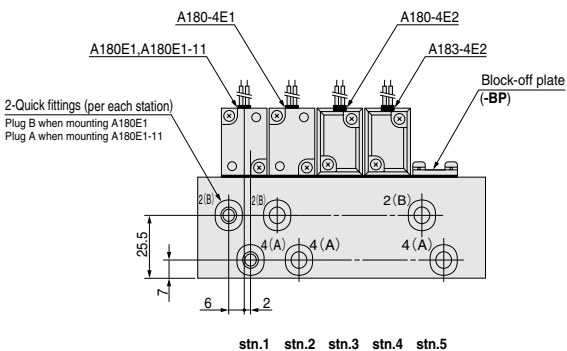 A180-4E1
A180-4E2
A180E1,A180E1-11
A183-4E2
Block-off plate
(-BP)
2-Quick fittings (per each station)
Plug B when mounting A180E1
Plug A when mounting A180E1-11
2(B)
2(B)
2(B)
4(A)
4(A)
4(A)
25.5
7
6
2
stn.1 stn.2 stn.3 stn.4 stn.5